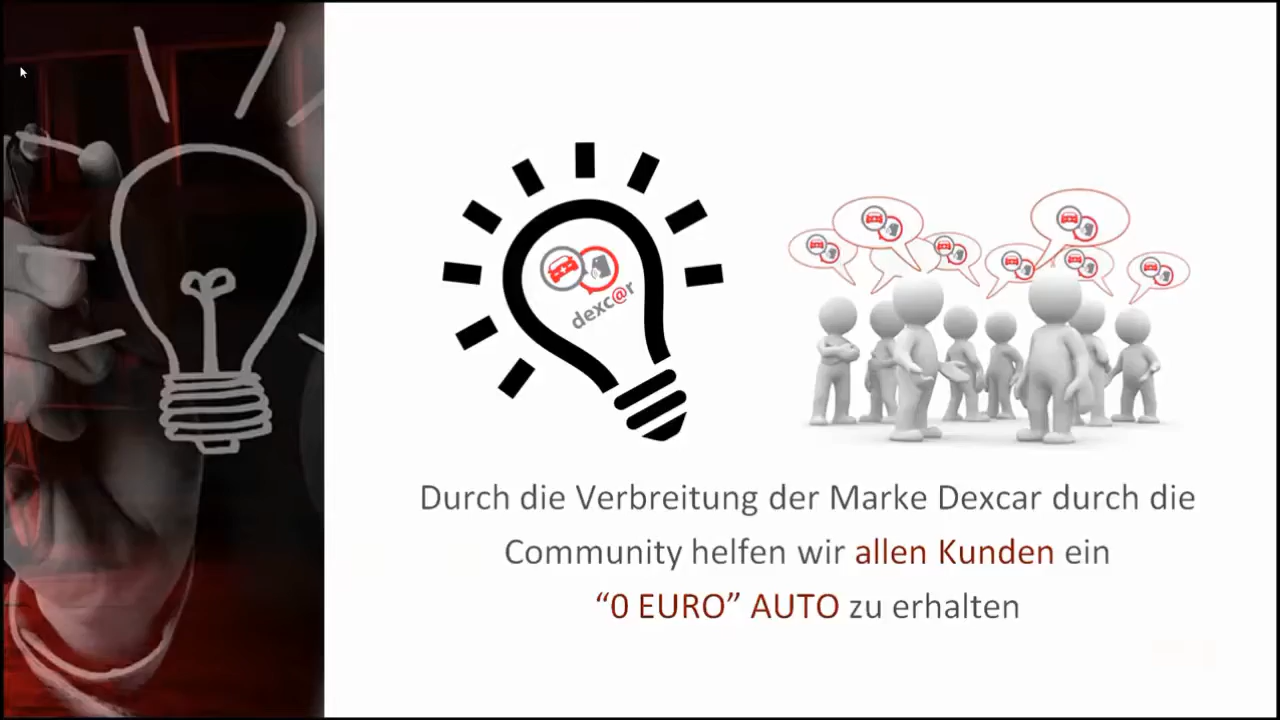 dexc@r
Durch die Verbreitung der Marke Dexcar durch die
Community helfen wir allen Kunden ein
“0 EURO” AUTO zu erhalten